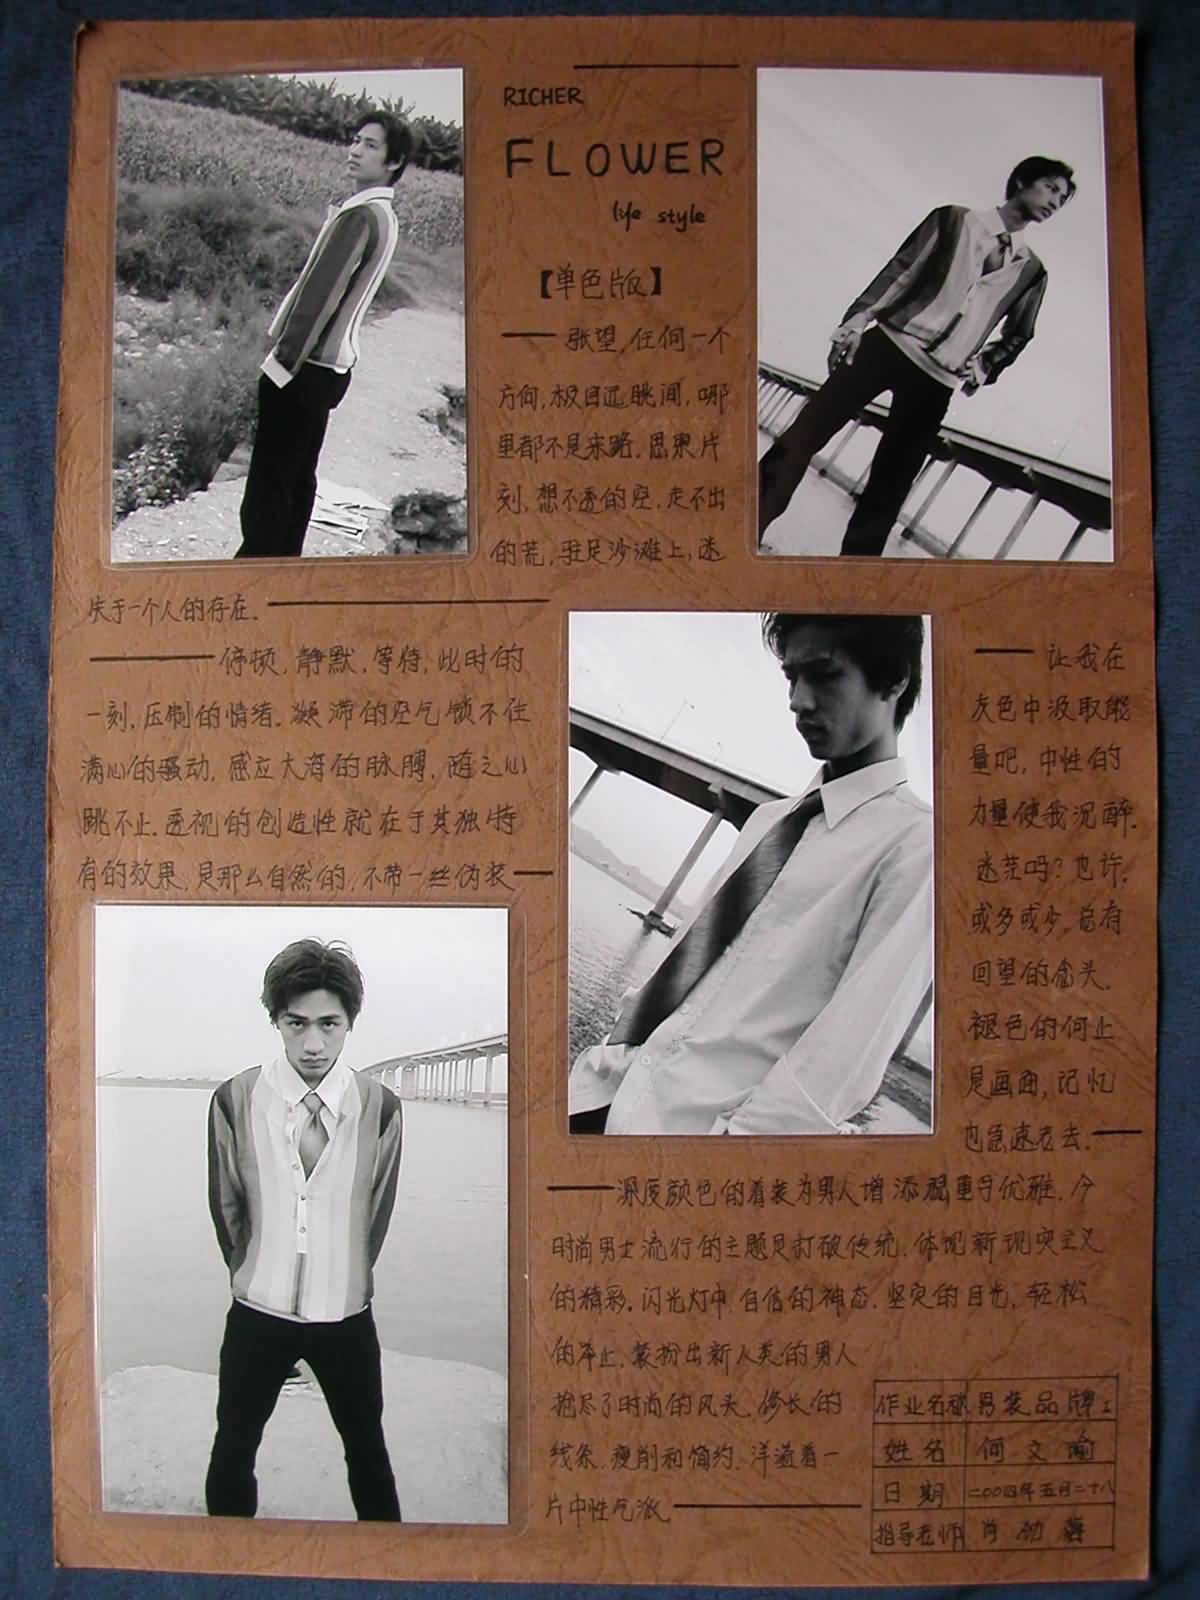 RICHER
FLOWER
life style
【单色版】
张望,任何一个
方向,极目远眺间,哪
里都不是来路.思索片
刻,想不透的空,走不出
的荒,驻足沙滩上,迷
失于一个人的存在.
停顿,静默,等待,此时的
一刻,压制的情绪.凝滞的空气锁不住
满心的骚动,感应大海的脉搏,随之心
跳不止.透视的创造性就在于其独特
有的效果,是那么自然的,不带一丝伪装
让我在
灰色中汲取能
量吧,中性的
力量使我沉醉.
迷茫吗?也许.
或多或少,总有
回望的念头.
褪色的何止
是画面,记忆
也急速老去.
深度颜色的着装为男人增添稳重与优雅.今
时尚男士流行的主题是打破传统.体现新现实主义
的精彩.闪光灯中,自信的神态.坚定的目光,轻松
的举止.装扮出新人类的男人
抢尽了时尚的风头,修长的
线条.瘦削和简约.洋溢着一
片中性气派
作业名称 男装品牌
姓名 何文瑜
日期 二00四年五月二十八
指导老师 肖劲蓉